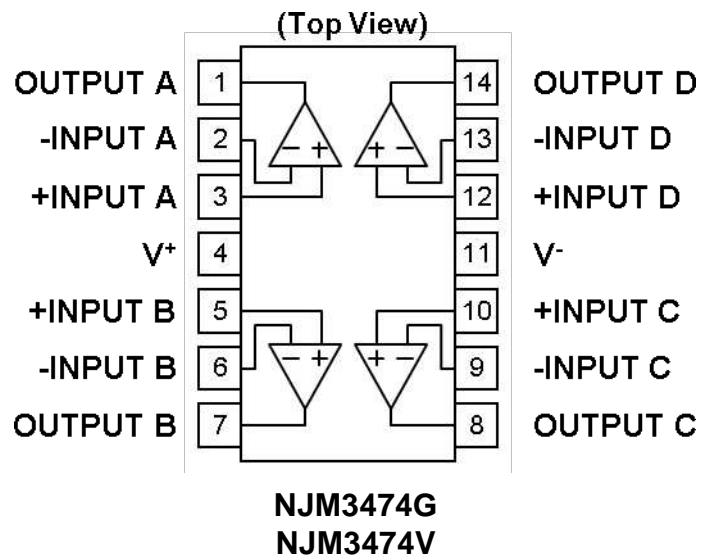 (Top View)
OUTPUT A 1 14 OUTPUT D
-INPUT A 2 13 -INPUT D
+INPUT A 3 12 +INPUT D
− + + −
V⁺ 4 11 V⁻
+INPUT B 5 10 +INPUT C
− + + −
-INPUT B 6 9 -INPUT C
OUTPUT B 7 8 OUTPUT C
NJM3474G
NJM3474V